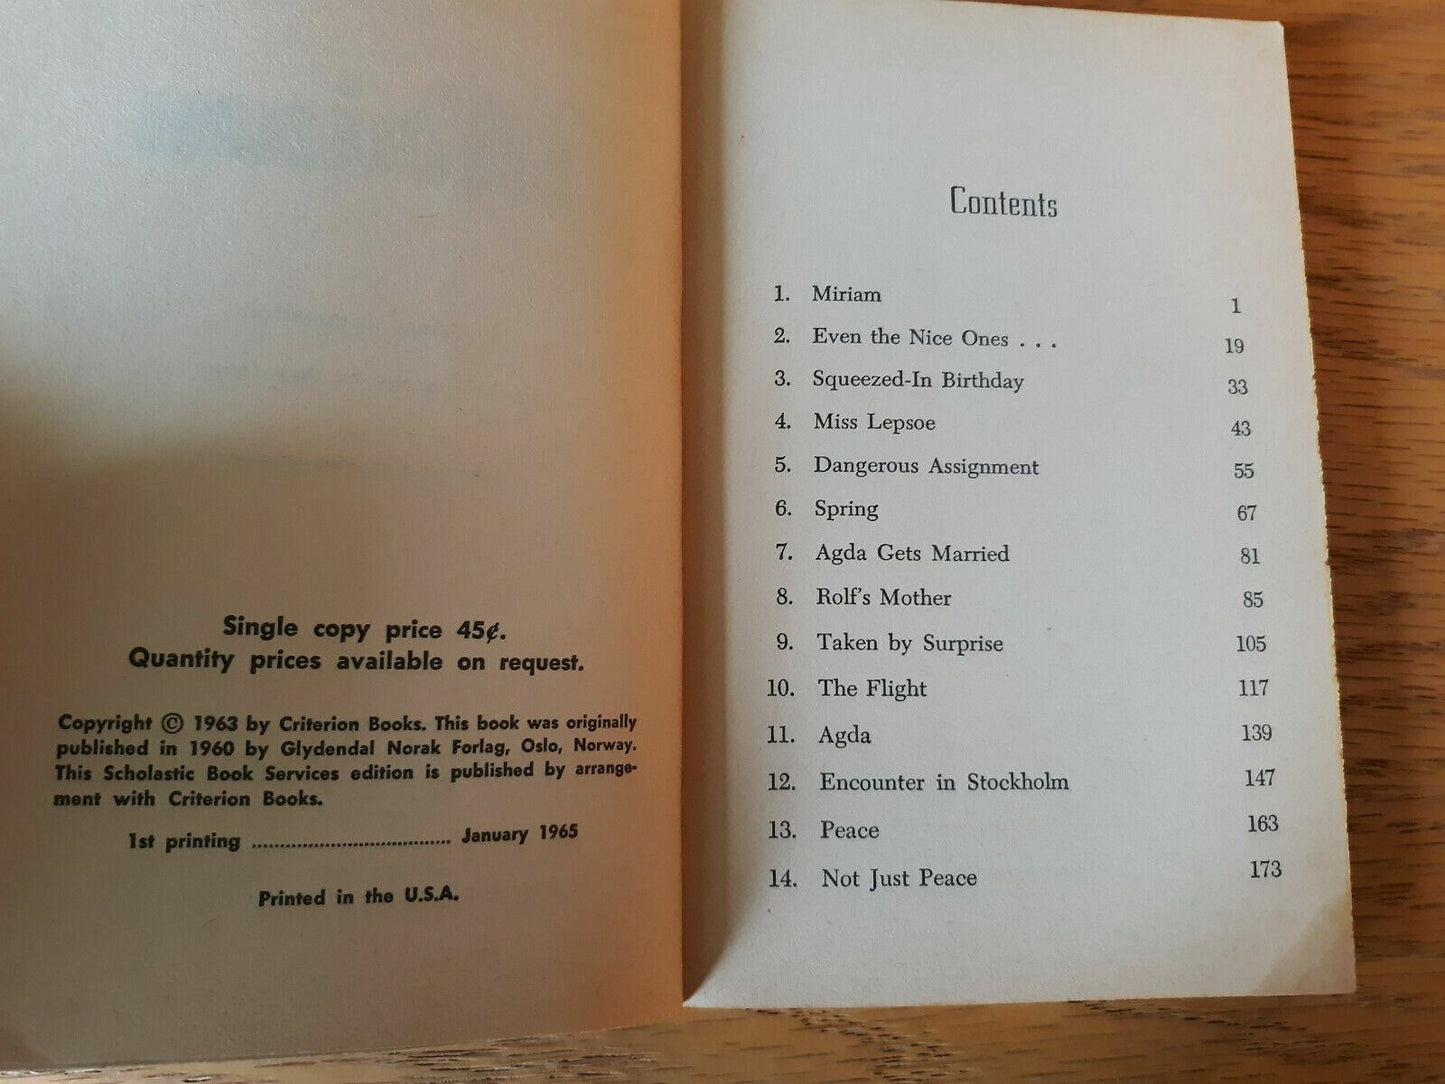 Single copy price 45¢.
Quantity prices available on request.
Copyright © 1963 by Criterion Books. This book was originally
published in 1960 by Glydendal Norak Forlag, Oslo, Norway.
This Scholastic Book Services edition is published by arrange-
ment with Criterion Books.
1st printing .................................... January 1965
Printed in the U.S.A.
Contents
1. Miriam 1
2. Even the Nice Ones . . . 19
3. Squeezed-In Birthday 33
4. Miss Lepsoe 43
5. Dangerous Assignment 55
6. Spring 67
7. Agda Gets Married 81
8. Rolf's Mother 85
9. Taken by Surprise 105
10. The Flight 117
11. Agda 139
12. Encounter in Stockholm 147
13. Peace 163
14. Not Just Peace 173